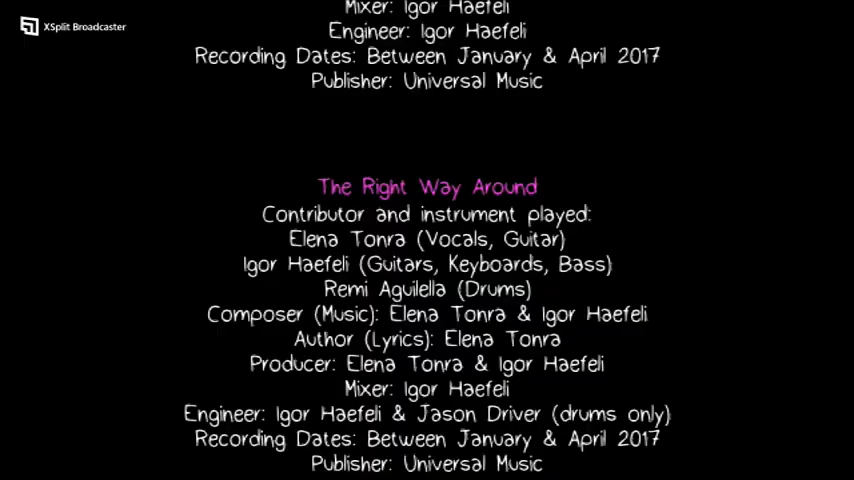 XSplit Broadcaster
Mixer: Igor Haefeli
Engineer: Igor Haefeli
Recording Dates: Between January & April 2017
Publisher: Universal Music
The Right Way Around
Contributor and instrument played:
Elena Tonra (Vocals, Guitar)
Igor Haefeli (Guitars, Keyboards, Bass)
Remi Aguilella (Drums)
Composer (Music): Elena Tonra & Igor Haefeli
Author (Lyrics): Elena Tonra
Producer: Elena Tonra & Igor Haefeli
Mixer: Igor Haefeli
Engineer: Igor Haefeli & Jason Driver (drums only)
Recording Dates: Between January & April 2017
Publisher: Universal Music